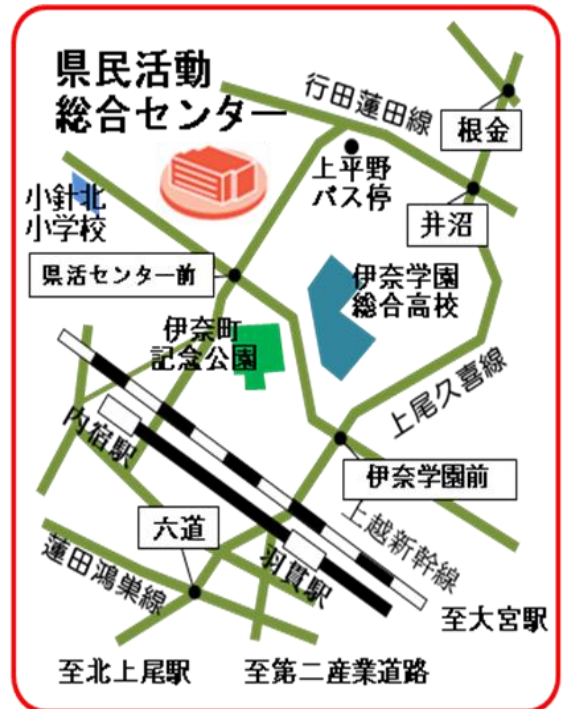 県民活動
総合センター
行田蓮田線
根金
上平野
バス停
小針北
小学校
井沼
県活センター前
伊奈学園
総合高校
伊奈町
記念公園
上尾久喜線
内宿駅
伊奈学園前
六道
上越新幹線
羽貫駅
蓮田鴻巣線
至大宮駅
至北上尾駅
至第二産業道路